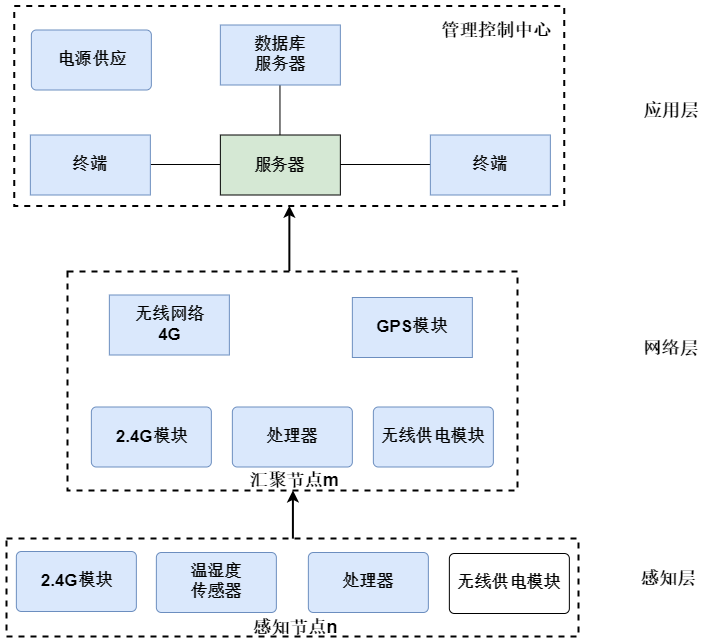 管理控制中心
电源供应
数据库
服务器
应用层
终端
服务器
终端
无线网络
4G
GPS模块
网络层
2.4G模块
处理器
无线供电模块
汇聚节点m
2.4G模块
温湿度
传感器
处理器
无线供电模块
感知层
感知节点n